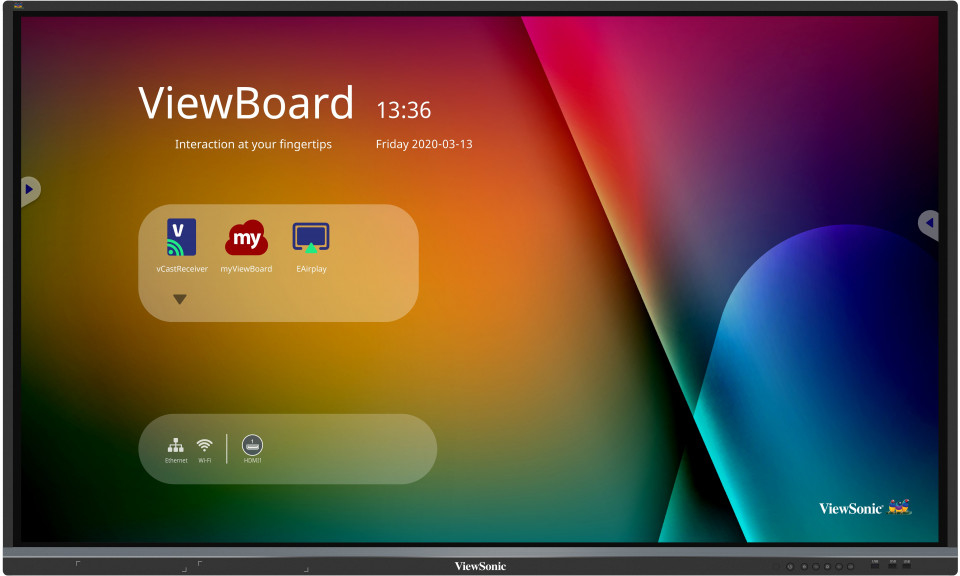 ViewBoard 13:36
Interaction at your fingertips Friday 2020-03-13
V
my
vCastReceiver myViewBoard EAirplay
Ethernet Wi-Fi HDMI1
ViewSonic
ViewSonic